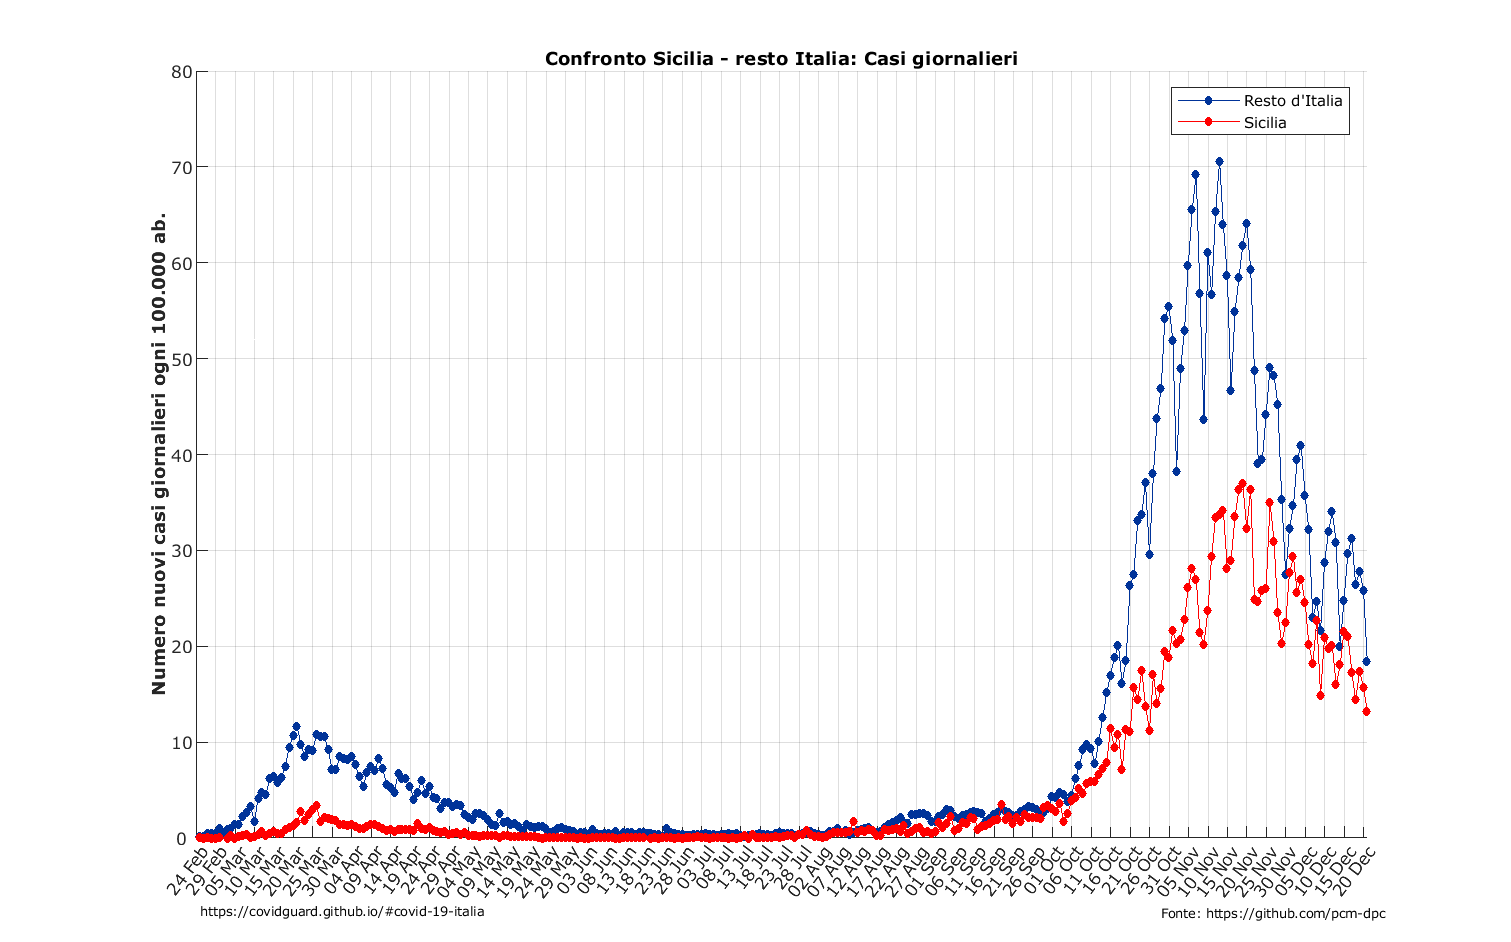 Confronto Sicilia - resto Italia: Casi giornalieri
Resto d'Italia
Sicilia
Numero nuovi casi giornalieri ogni 100.000 ab.
80
70
60
50
40
30
20
10
0
24 Feb
29 Feb
05 Mar
10 Mar
15 Mar
20 Mar
25 Mar
30 Mar
04 Apr
09 Apr
14 Apr
19 Apr
24 Apr
29 Apr
04 May
09 May
14 May
19 May
24 May
29 May
03 Jun
08 Jun
13 Jun
18 Jun
23 Jun
28 Jun
03 Jul
08 Jul
13 Jul
18 Jul
23 Jul
28 Jul
02 Aug
07 Aug
12 Aug
17 Aug
22 Aug
27 Aug
01 Sep
06 Sep
11 Sep
16 Sep
21 Sep
26 Sep
01 Oct
06 Oct
11 Oct
16 Oct
21 Oct
26 Oct
31 Oct
05 Nov
10 Nov
15 Nov
20 Nov
25 Nov
30 Nov
05 Dec
10 Dec
15 Dec
20 Dec
https://covidguard.github.io/#covid-19-italia
Fonte: https://github.com/pcm-dpc